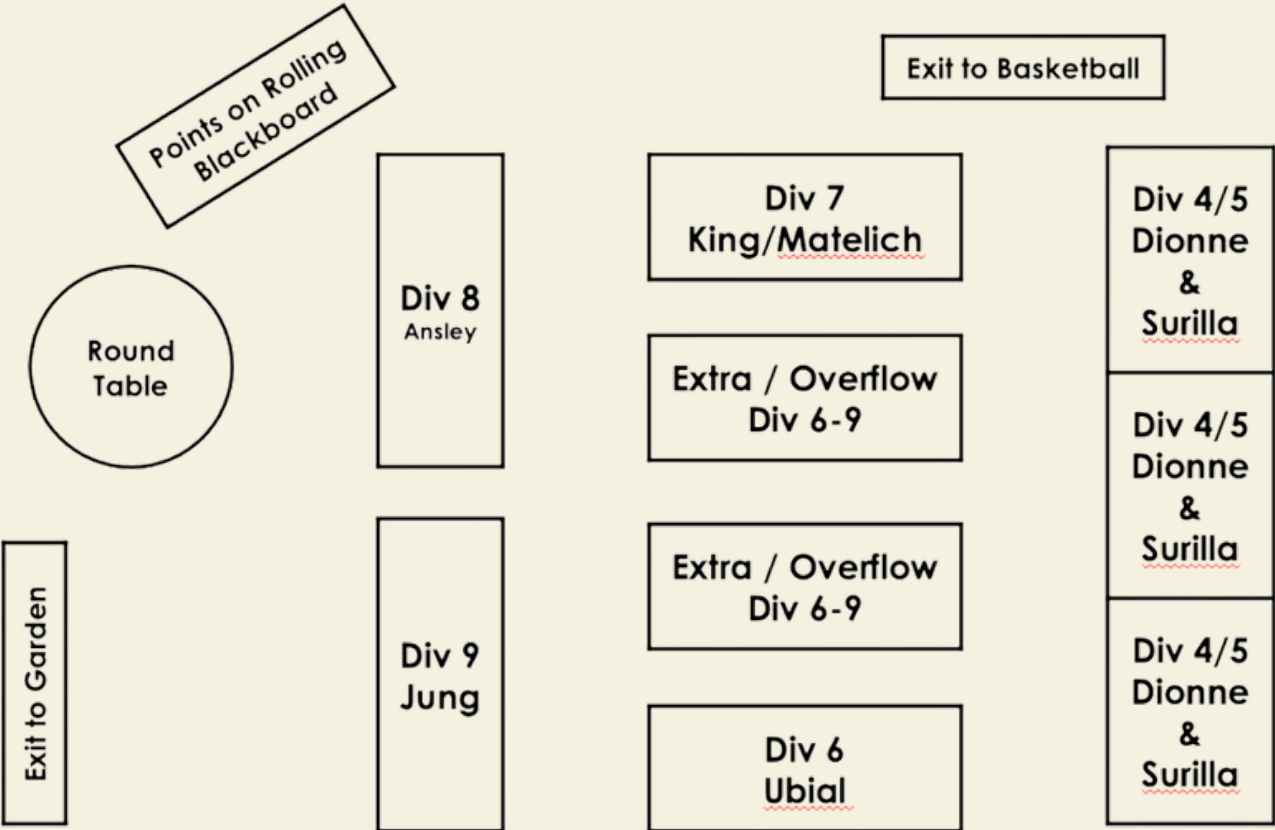 Points on Rolling
Blackboard
Exit to Basketball
Round
Table
Exit to Garden
Div 8
Ansley
Div 9
Jung
Div 7
King/Matelich
Extra / Overflow
Div 6-9
Extra / Overflow
Div 6-9
Div 6
Ubial
Div 4/5
Dionne
&
Surilla
Div 4/5
Dionne
&
Surilla
Div 4/5
Dionne
&
Surilla